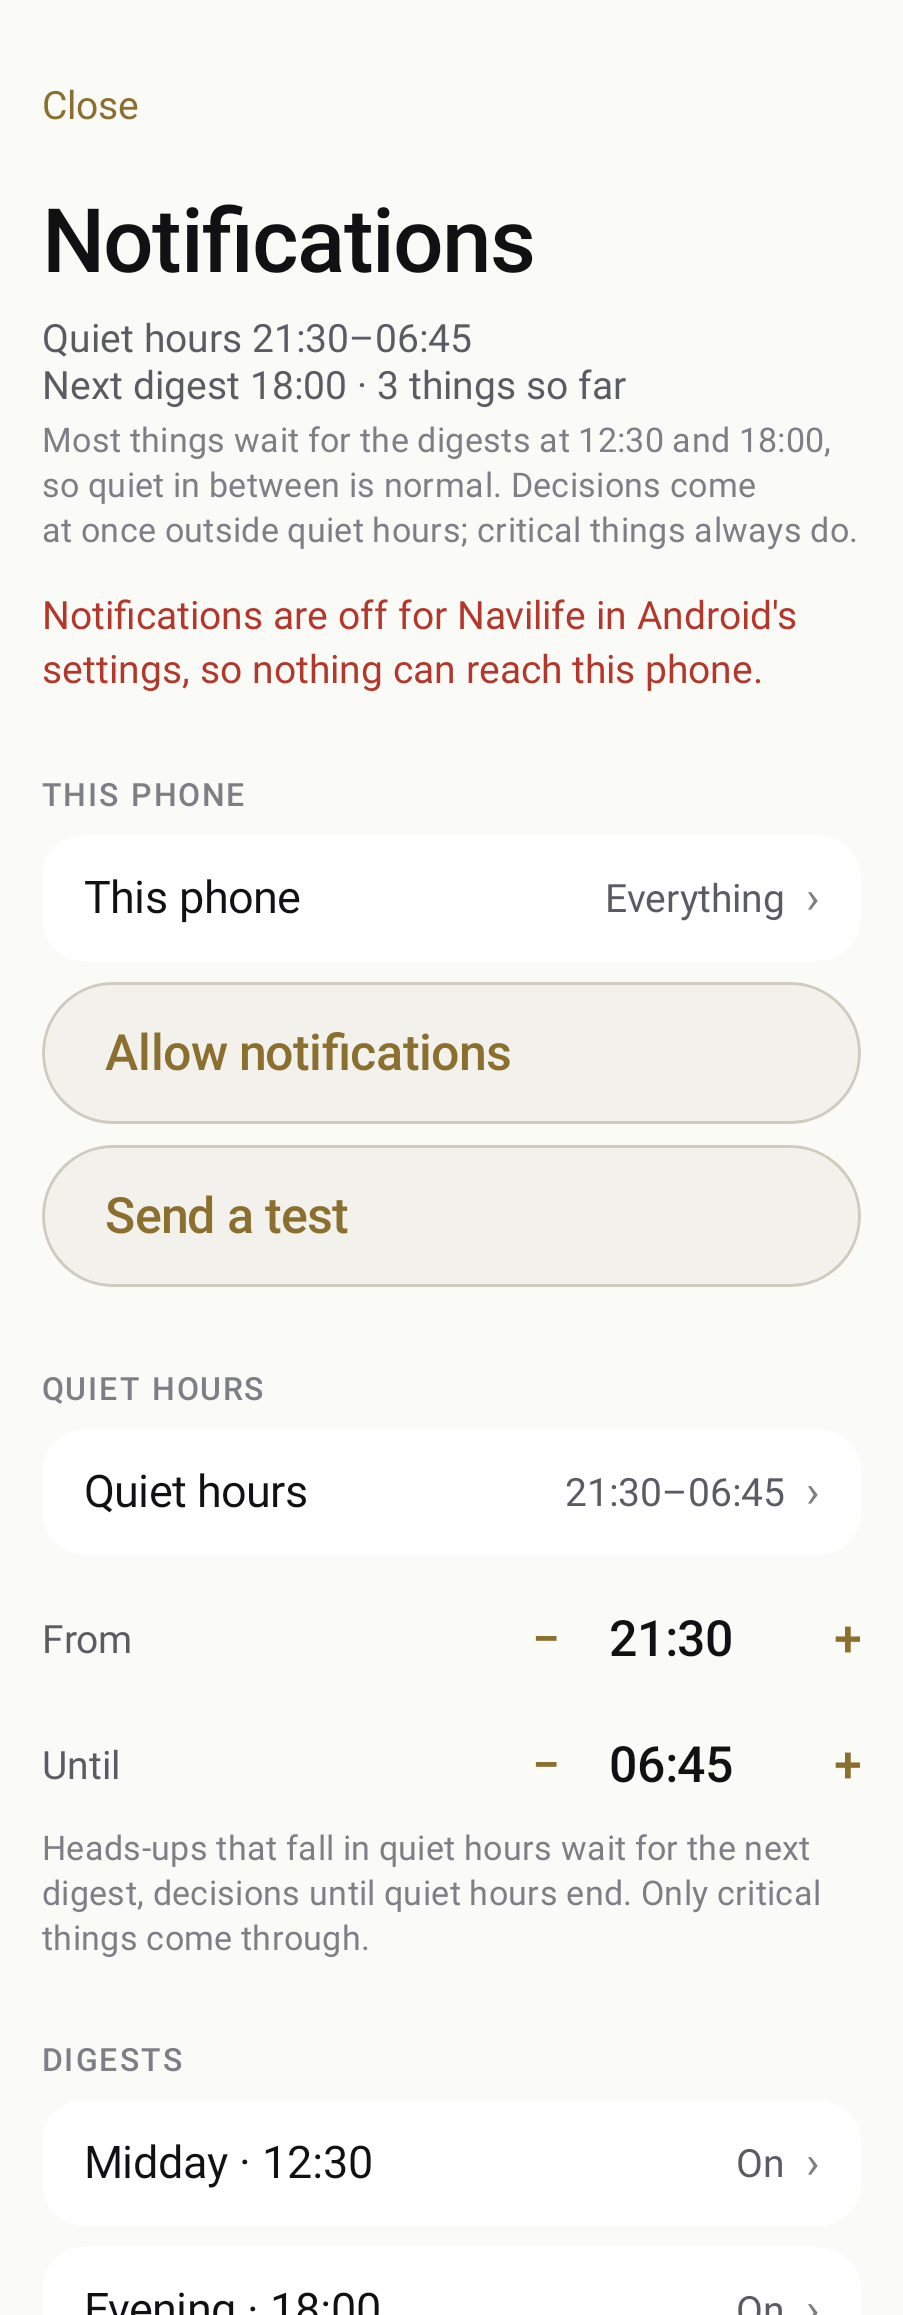 Close
Notifications
Quiet hours 21:30–06:45
Next digest 18:00 · 3 things so far
Most things wait for the digests at 12:30 and 18:00,
so quiet in between is normal. Decisions come
at once outside quiet hours; critical things always do.
Notifications are off for Navilife in Android's
settings, so nothing can reach this phone.
THIS PHONE
This phone Everything ›
Allow notifications
Send a test
QUIET HOURS
Quiet hours 21:30–06:45 ›
From − 21:30 +
Until − 06:45 +
Heads-ups that fall in quiet hours wait for the next
digest, decisions until quiet hours end. Only critical
things come through.
DIGESTS
Midday · 12:30 On ›
Evening · 18:00 On ›